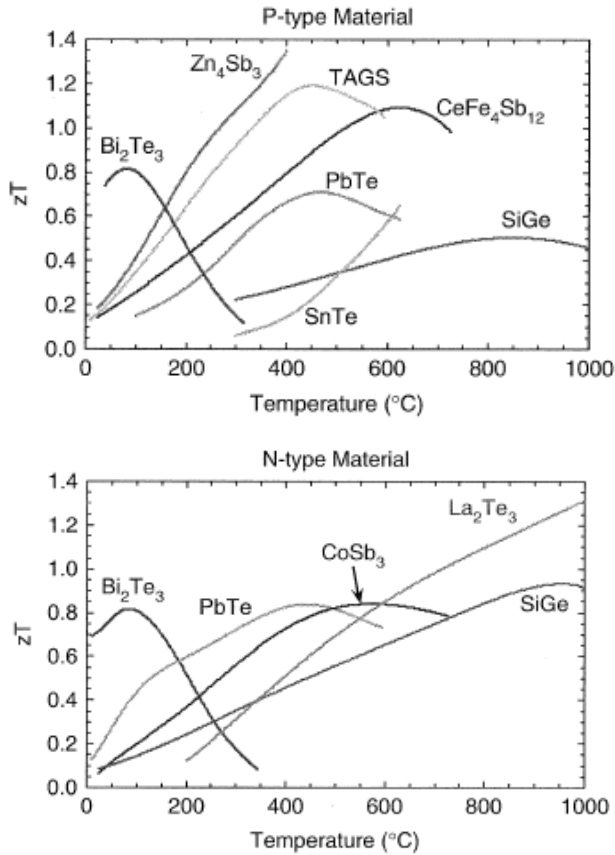 P-type Material
1.4
1.2
1.0
0.8
0.6
0.4
0.2
0.0
zT
Zn₄Sb₃
TAGS
CeFe₄Sb₁₂
Bi₂Te₃
PbTe
SiGe
SnTe
0 200 400 600 800 1000
Temperature (°C)
N-type Material
1.4
1.2
1.0
0.8
0.6
0.4
0.2
0.0
zT
La₂Te₃
CoSb₃
Bi₂Te₃
PbTe
SiGe
0 200 400 600 800 1000
Temperature (°C)